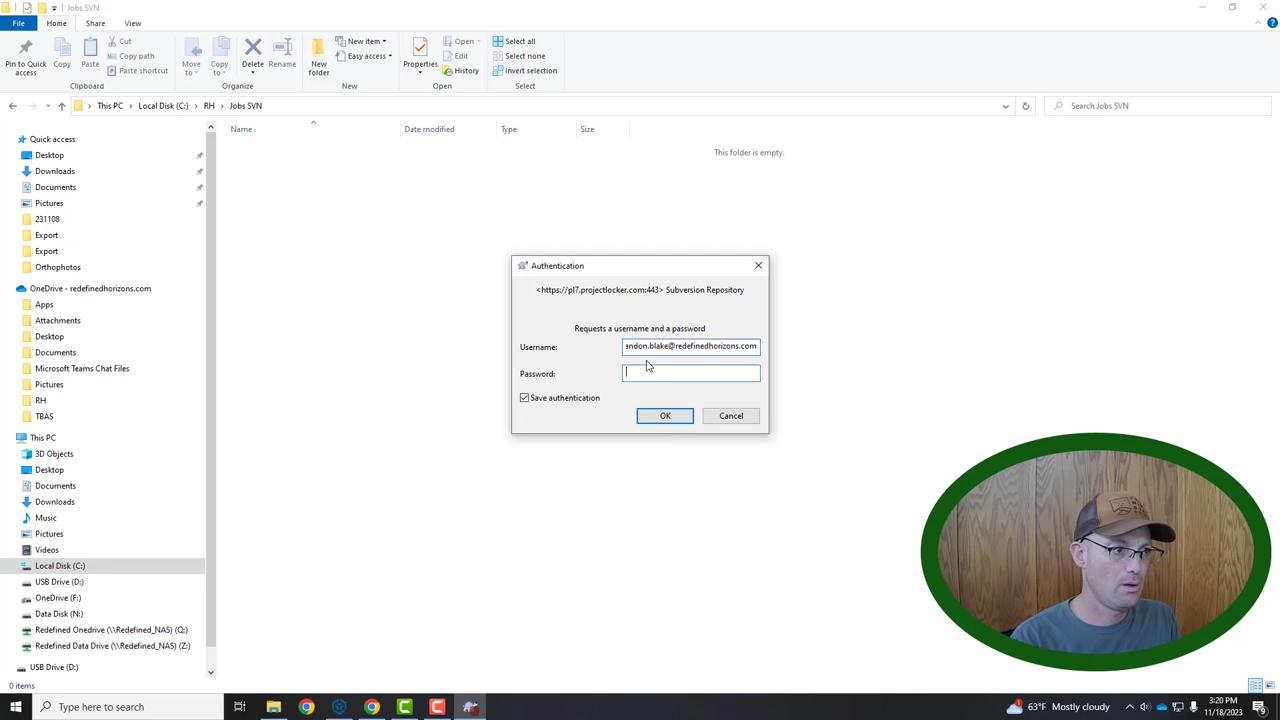 Jobs SVN
File
Home
Share
View
Pin to Quick access
Copy
Paste
Cut
Copy path
Paste shortcut
Clipboard
Move to
Copy to
Delete
Rename
Organize
New folder
New item
Easy access
New
Properties
Open
Edit
History
Open
Select all
Select none
Invert selection
Select
This PC
Local Disk (C:)
RH
Jobs SVN
Search Jobs SVN
Name
Date modified
Type
Size
This folder is empty.
Quick access
Desktop
Downloads
Documents
Pictures
231108
Export
Export
Orthophotos
OneDrive - redefinedhorizons.com
Apps
Attachments
Desktop
Documents
Microsoft Teams Chat Files
Pictures
RH
TBAS
This PC
3D Objects
Desktop
Documents
Downloads
Music
Pictures
Videos
Local Disk (C:)
USB Drive (D:)
OneDrive (F:)
Data Disk (N:)
Redefined Onedrive (\\Redefined_NAS) (Q:)
Redefined Data Drive (\\Redefined_NAS) (Z:)
USB Drive (D:)
0 items
Authentication
<https://pl7.projectlocker.com:443> Subversion Repository
Requests a username and a password
Username:
andon.blake@redefinedhorizons.com
Password:
Save authentication
OK
Cancel
Type here to search
63°F Mostly cloudy
3:20 PM
11/18/2023